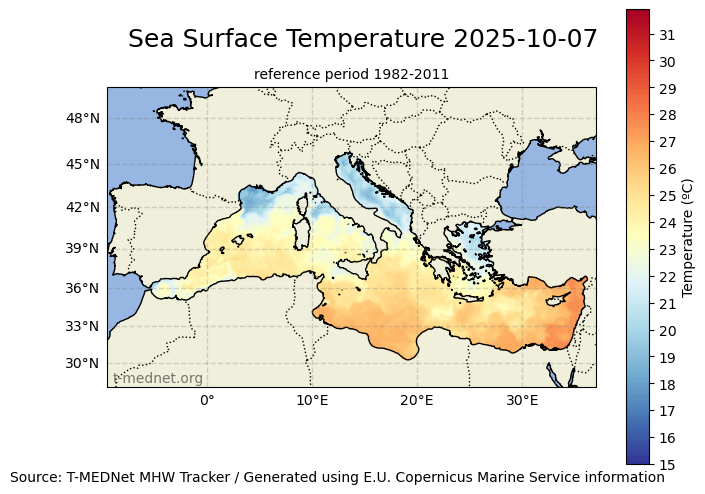 Sea Surface Temperature 2025-10-07
reference period 1982-2011
48°N
45°N
42°N
39°N
36°N
33°N
30°N
0°
10°E
20°E
30°E
t-mednet.org
31
30
29
28
27
26
25
24
23
22
21
20
19
18
17
16
15
Temperature (ºC)
Source: T-MEDNet MHW Tracker / Generated using E.U. Copernicus Marine Service information